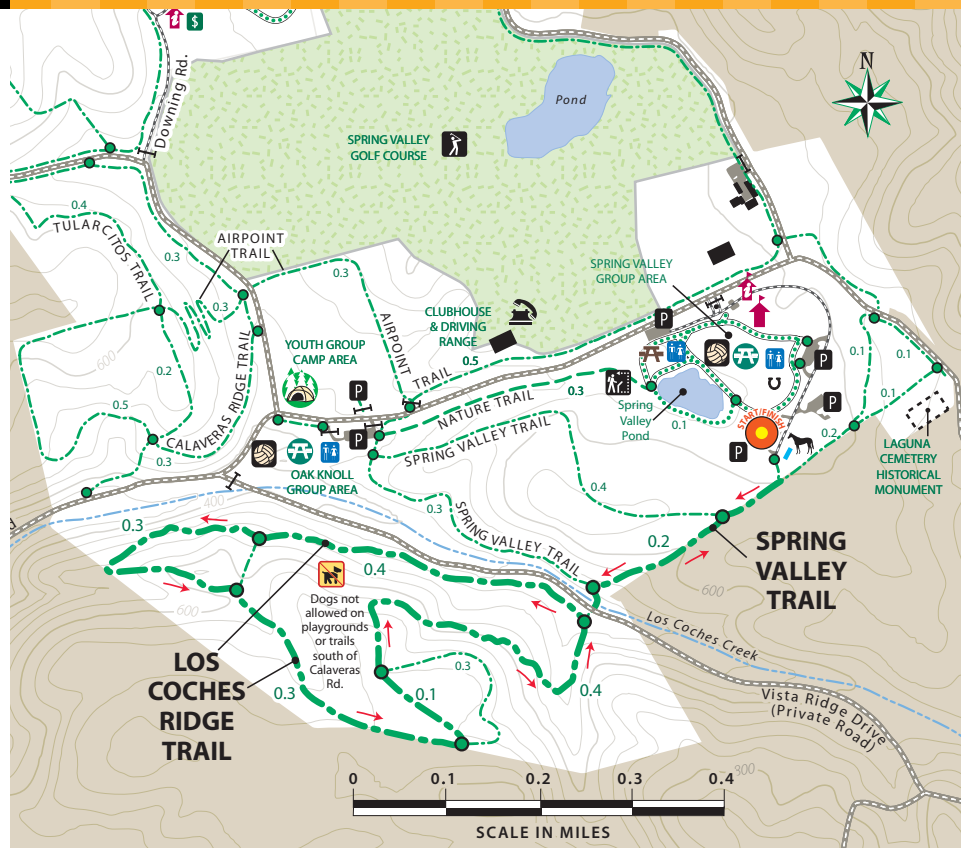 $
Downing Rd.
N
Pond
SPRING VALLEY
GOLF COURSE
0.4
TULARCITOS TRAIL
AIRPOINT
TRAIL
0.3
0.3
0.3
SPRING VALLEY
GROUP AREA
AIRPOINT
TRAIL
CLUBHOUSE
& DRIVING
RANGE
0.5
P
600
0.2
YOUTH GROUP
CAMP AREA
P
0.1
0.1
0.1
P
0.5
CALAVERAS RIDGE TRAIL
0.3
NATURE TRAIL
0.3
Spring
Valley
Pond
0.1
START/FINISH
P
P
0.2
P
SPRING VALLEY TRAIL
OAK KNOLL
GROUP AREA
LAGUNA
CEMETERY
HISTORICAL
MONUMENT
400
0.4
0.3
SPRING VALLEY TRAIL
0.3
0.2
SPRING
VALLEY
TRAIL
0.4
600
600
Dogs not
allowed on
playgrounds
or trails
south of
Calaveras
Rd.
Los Coches Creek
LOS
COCHES
RIDGE
TRAIL
0.3
0.3
0.1
0.4
Vista Ridge Drive
(Private Road)
800
0 0.1 0.2 0.3 0.4
SCALE IN MILES